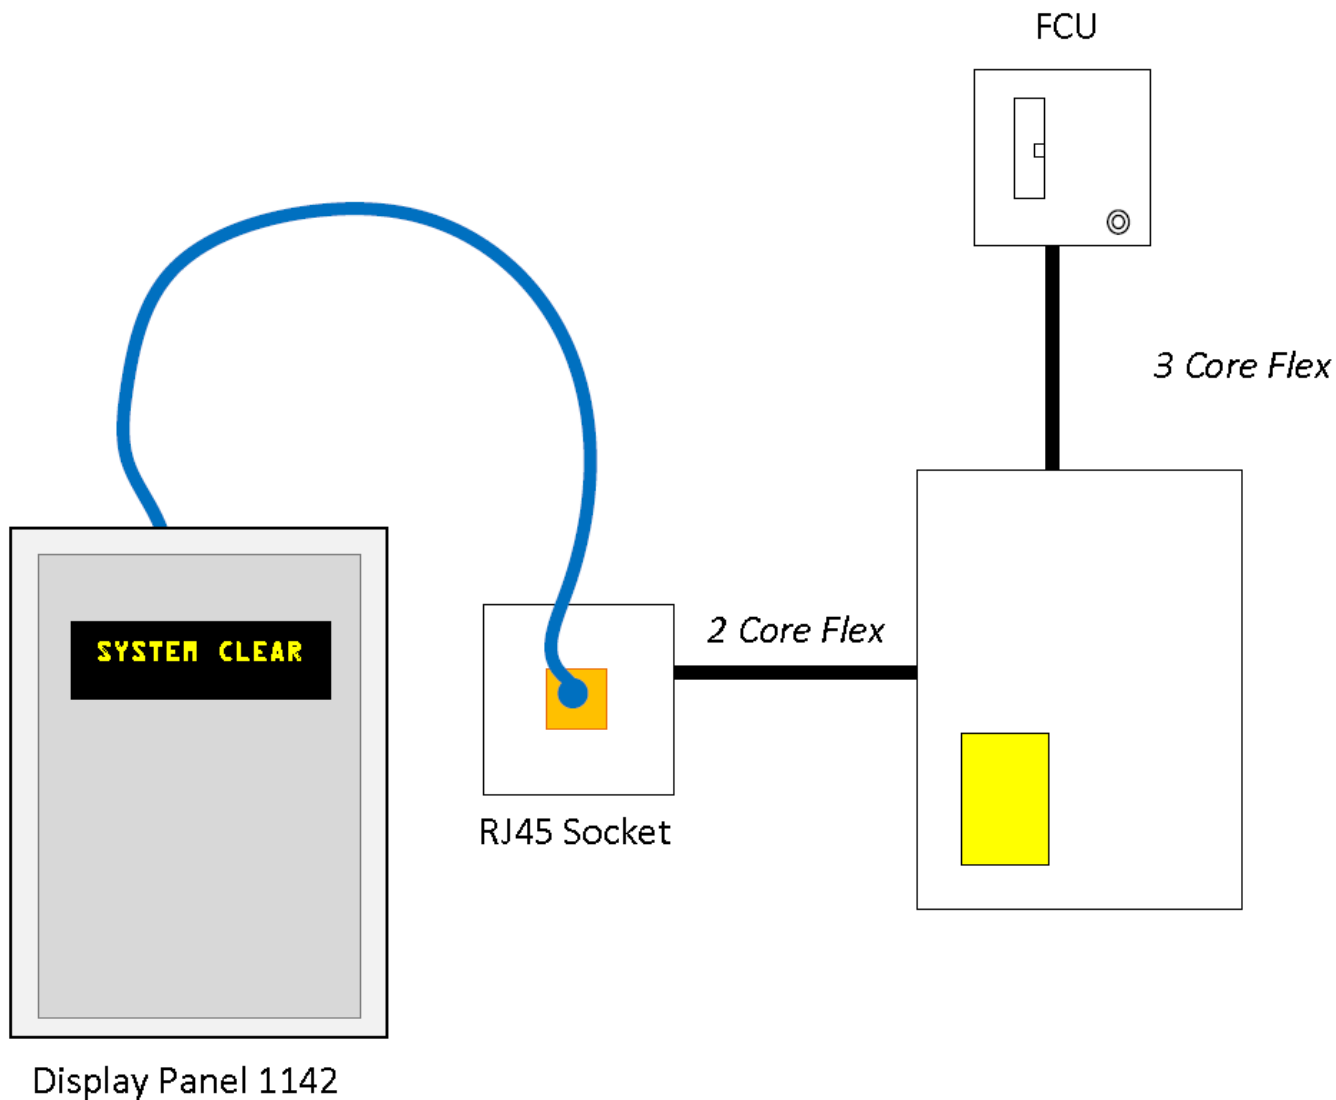 FCU
3 Core Flex
SYSTEM CLEAR
2 Core Flex
RJ45 Socket
Display Panel 1142